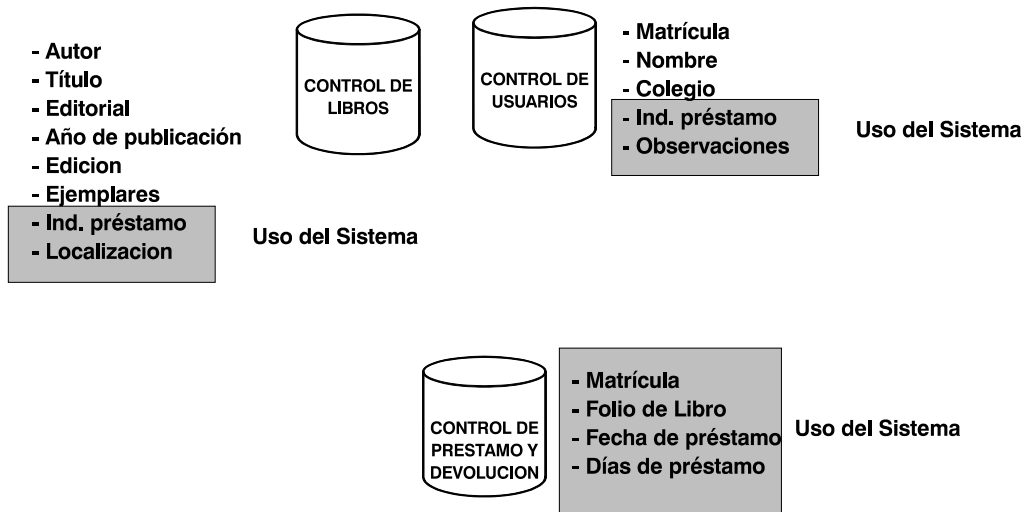 - Autor
- Título
- Editorial
- Año de publicación
- Edicion
- Ejemplares
- Ind. préstamo
- Localizacion
Uso del Sistema
CONTROL DE
LIBROS
CONTROL DE
USUARIOS
- Matrícula
- Nombre
- Colegio
- Ind. préstamo
- Observaciones
Uso del Sistema
CONTROL DE
PRESTAMO Y
DEVOLUCION
- Matrícula
- Folio de Libro
- Fecha de préstamo
- Días de préstamo
Uso del Sistema